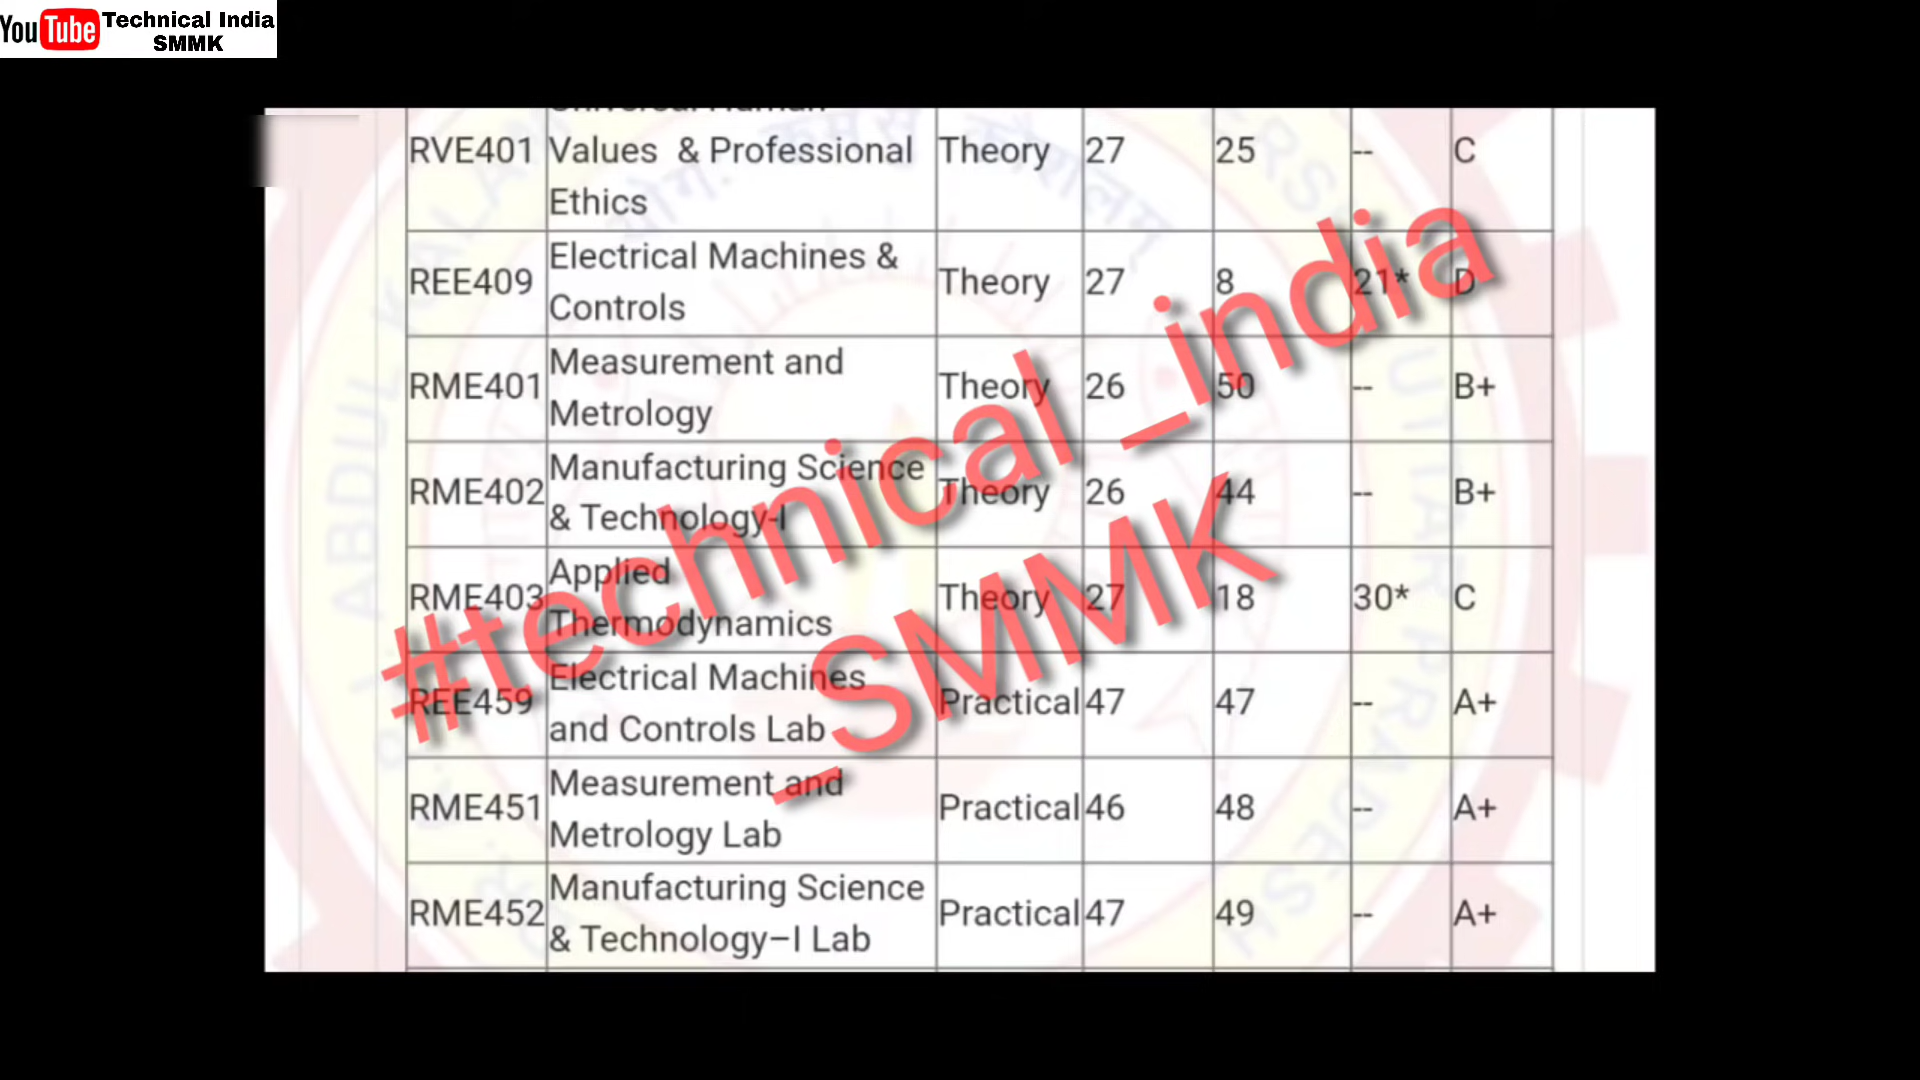 YouTube Technical India
SMMK
RVE401 Values & Professional Ethics Theory 27 25 -- C
REE409 Electrical Machines & Controls Theory 27 8 21* D
RME401 Measurement and Metrology Theory 26 50 -- B+
RME402 Manufacturing Science & Technology-I Theory 26 44 -- B+
RME403 Applied Thermodynamics Theory 27 18 30* C
REE459 Electrical Machines and Controls Lab Practical 47 47 -- A+
RME451 Measurement and Metrology Lab Practical 46 48 -- A+
RME452 Manufacturing Science & Technology–I Lab Practical 47 49 -- A+
#technical_india
_SMMK